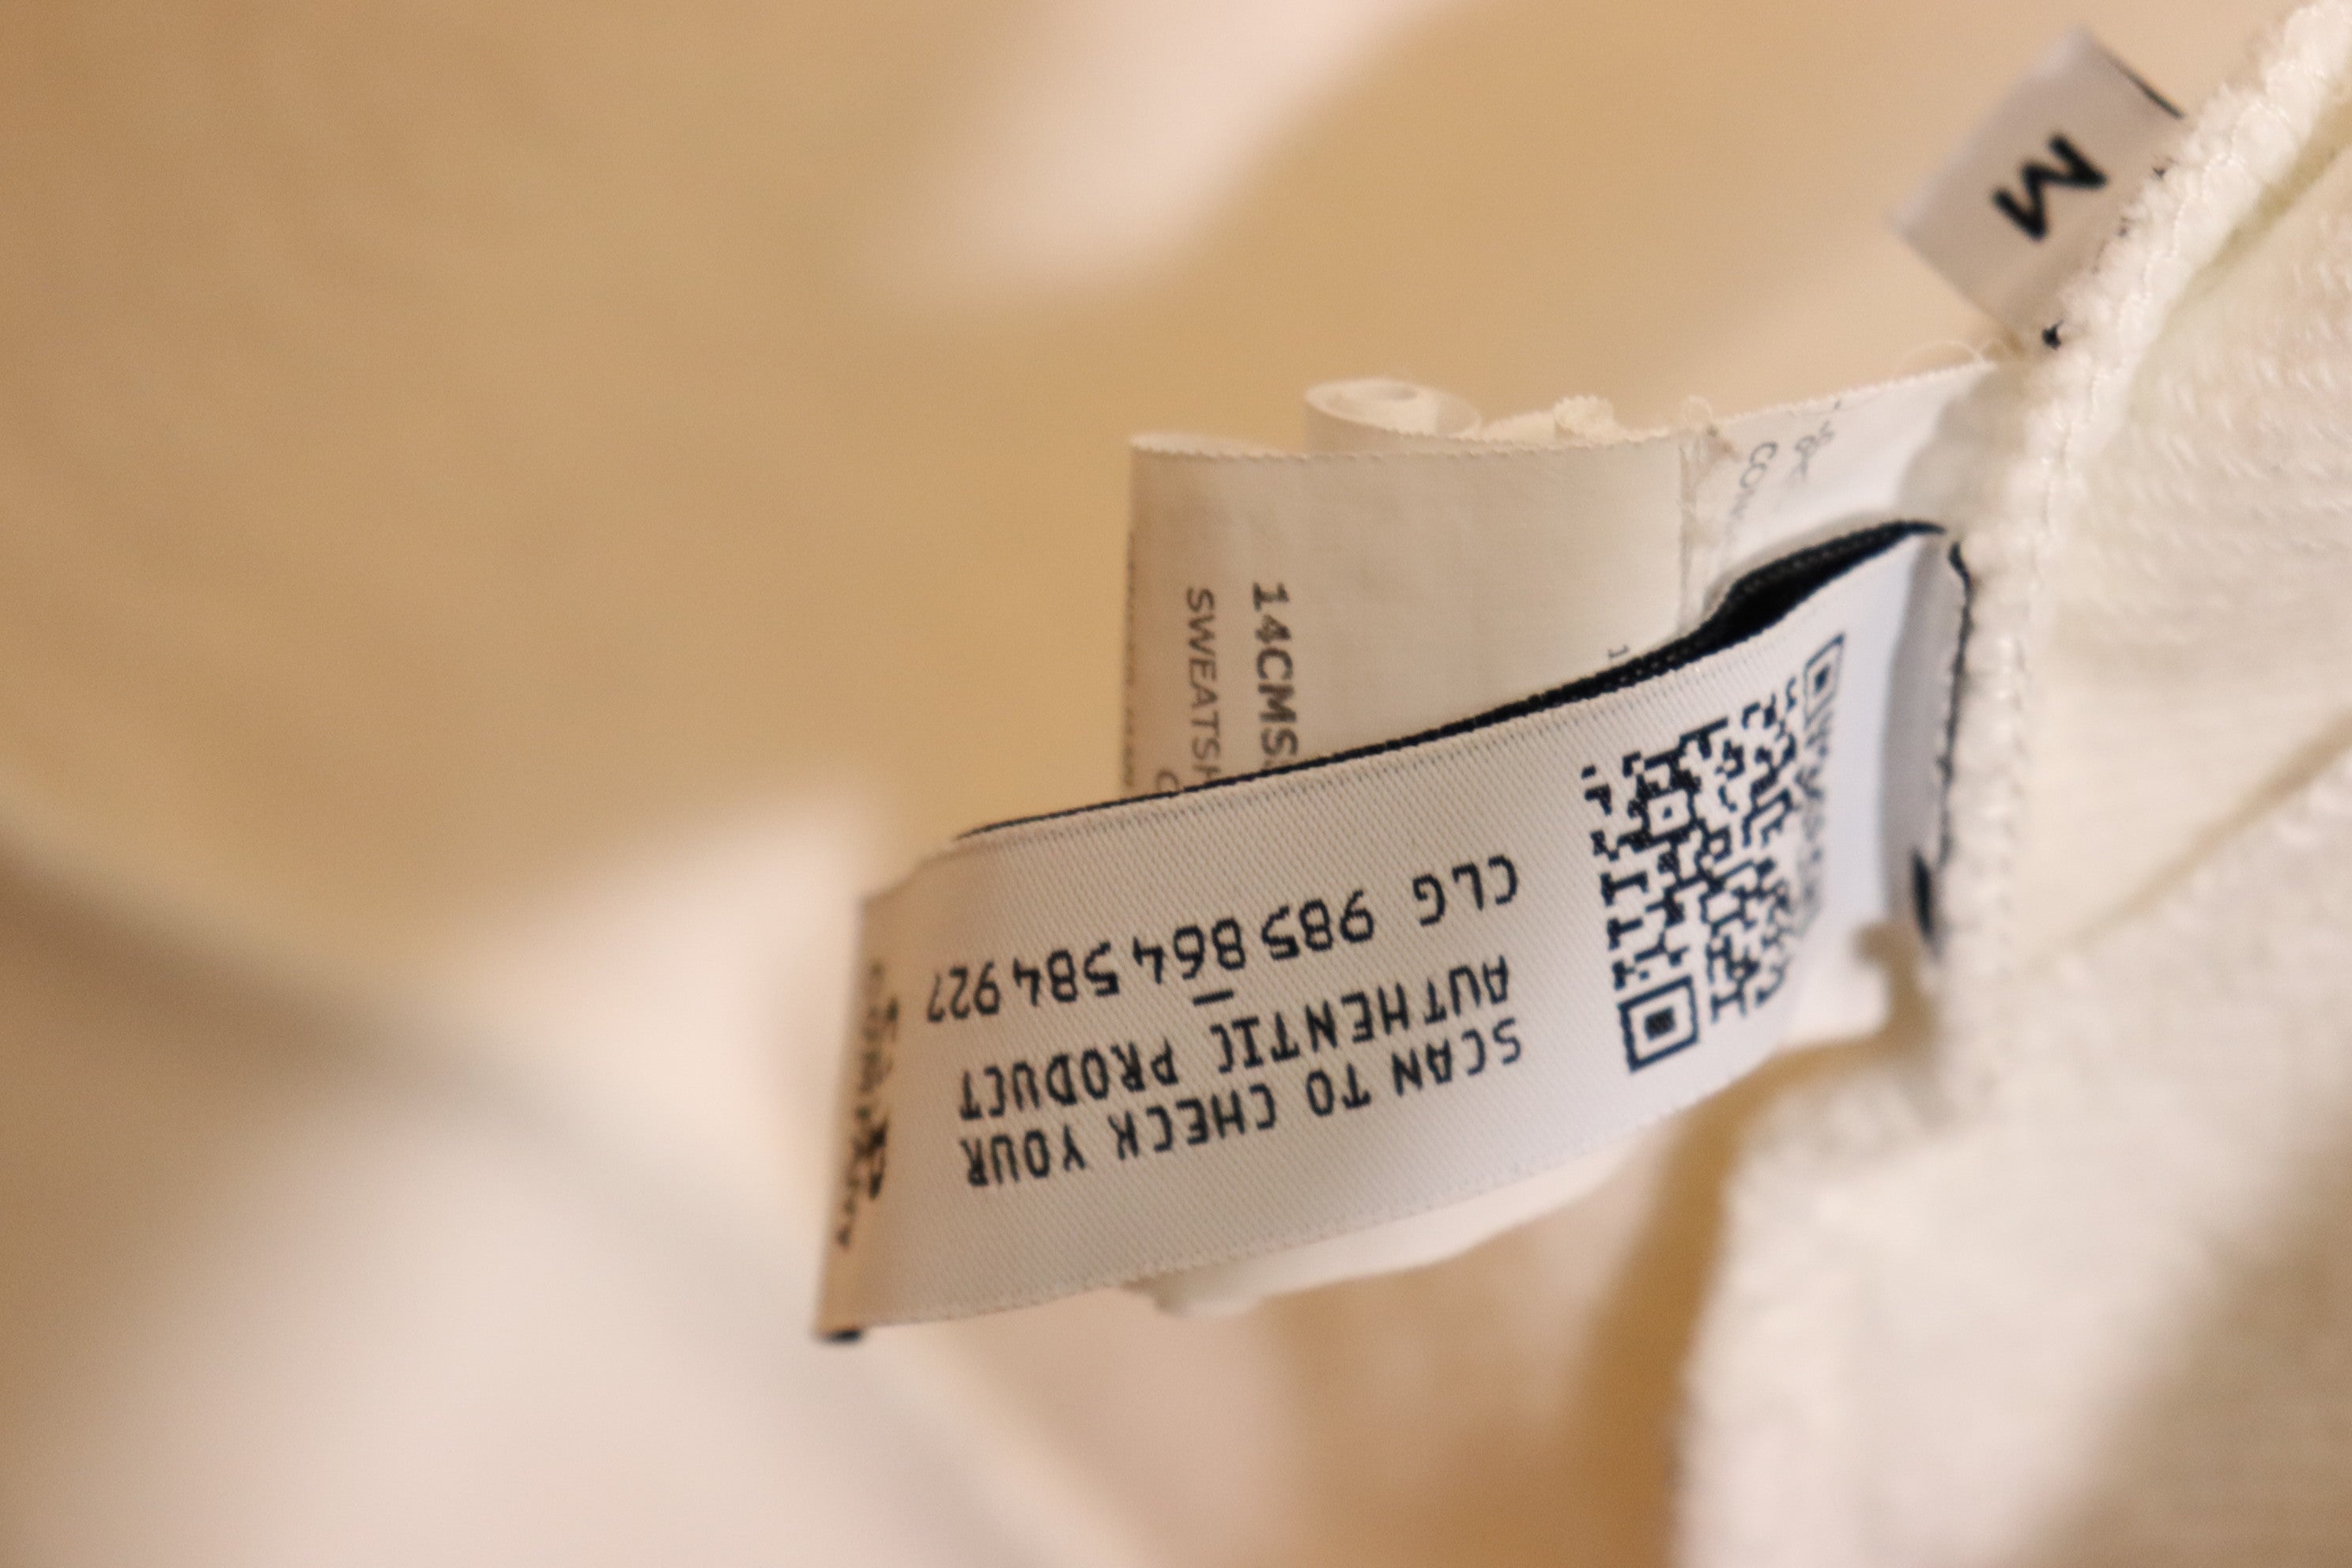 M
14CMS
SWEATSH
CLG 985 864 584 927
SCAN TO CHECK YOUR
AUTHENTIC PRODUCT